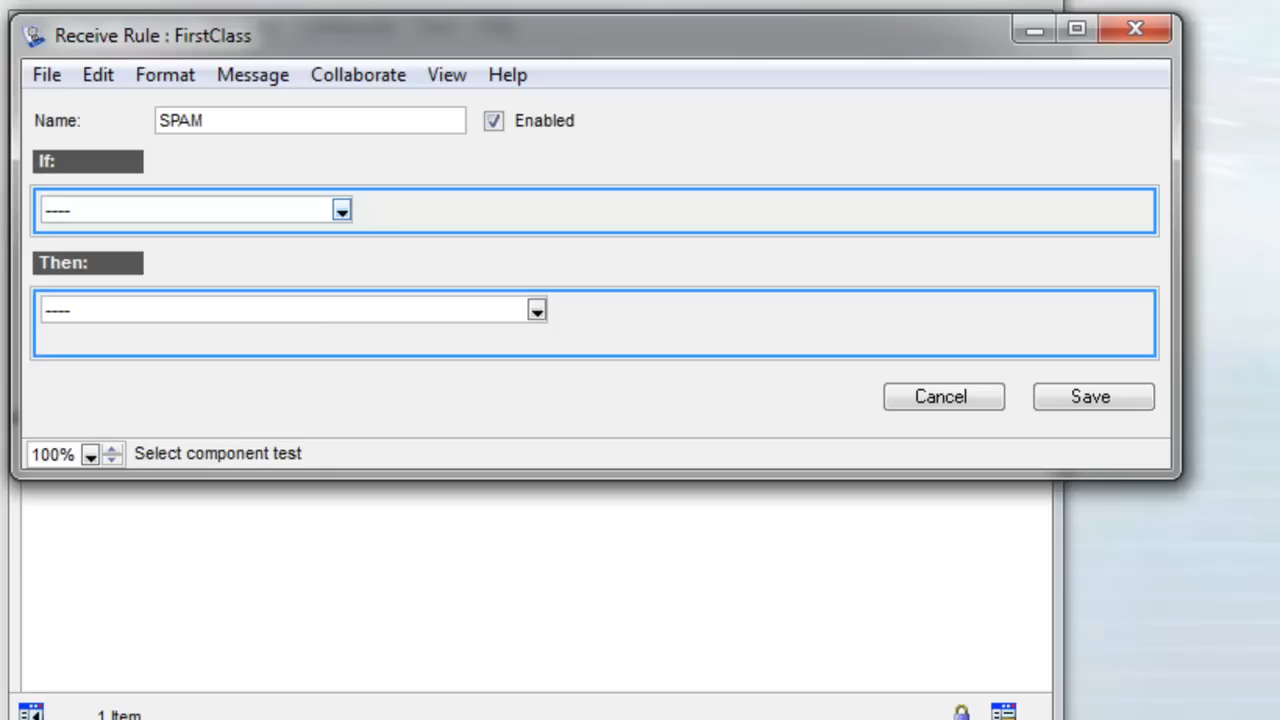 Receive Rule : FirstClass
File Edit Format Message Collaborate View Help
Name: SPAM Enabled
If:
----
Then:
----
Cancel Save
100% Select component test
1 Item